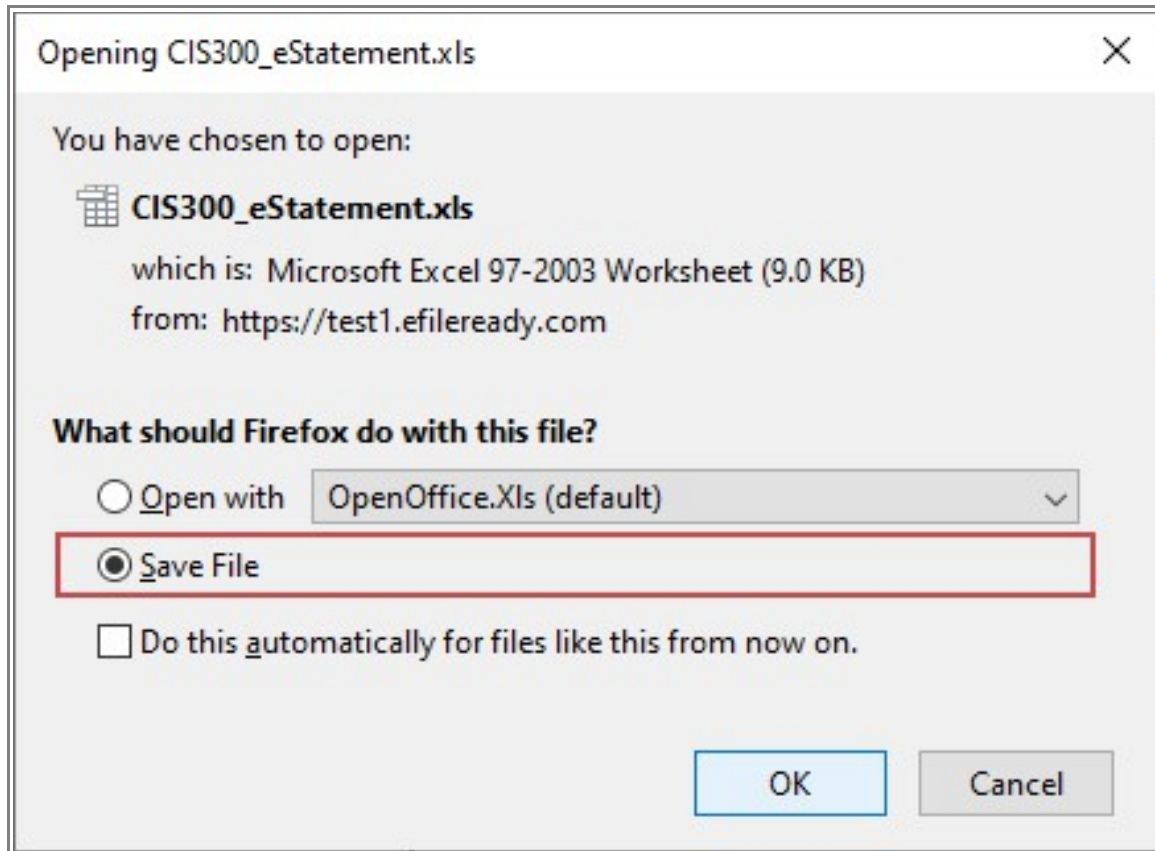 Opening CIS300_eStatement.xls
You have chosen to open:
CIS300_eStatement.xls
which is: Microsoft Excel 97-2003 Worksheet (9.0 KB)
from: https://test1.efileready.com
What should Firefox do with this file?
Open with OpenOffice.Xls (default)
Save File
Do this automatically for files like this from now on.
OK Cancel